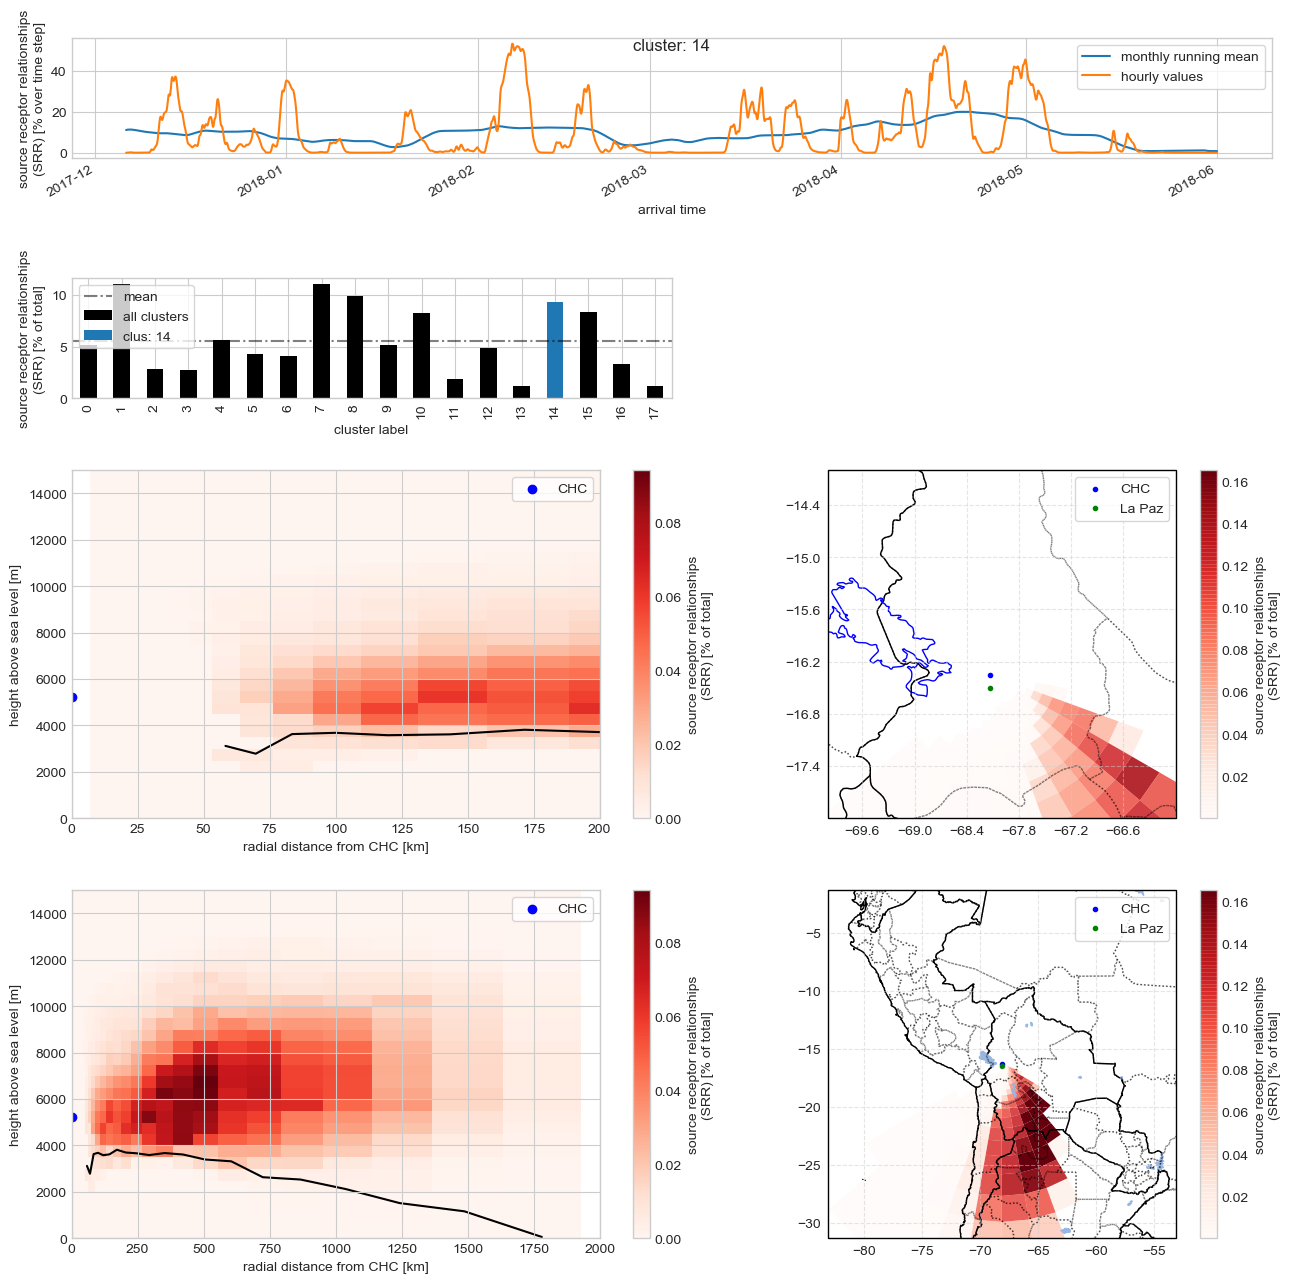 cluster: 14
source receptor relationships
(SRR) [% over time step]
40
20
0
monthly running mean
hourly values
2017-12
2018-01
2018-02
2018-03
2018-04
2018-05
2018-06
arrival time
source receptor relationships
(SRR) [% of total]
10
5
0
mean
all clusters
clus: 14
0 1 2 3 4 5 6 7 8 9 10 11 12 13 14 15 16 17
cluster label
height above sea level [m]
14000
12000
10000
8000
6000
4000
2000
0
CHC
0 25 50 75 100 125 150 175 200
radial distance from CHC [km]
0.08
0.06
0.04
0.02
0.00
source receptor relationships
(SRR) [% of total]
−14.4
−15.0
−15.6
−16.2
−16.8
−17.4
CHC
La Paz
−69.6 −69.0 −68.4 −67.8 −67.2 −66.6
0.16
0.14
0.12
0.10
0.08
0.06
0.04
0.02
source receptor relationships
(SRR) [% of total]
height above sea level [m]
14000
12000
10000
8000
6000
4000
2000
0
CHC
0 250 500 750 1000 1250 1500 1750 2000
radial distance from CHC [km]
0.08
0.06
0.04
0.02
0.00
source receptor relationships
(SRR) [% of total]
−5
−10
−15
−20
−25
−30
CHC
La Paz
−80 −75 −70 −65 −60 −55
0.16
0.14
0.12
0.10
0.08
0.06
0.04
0.02
source receptor relationships
(SRR) [% of total]